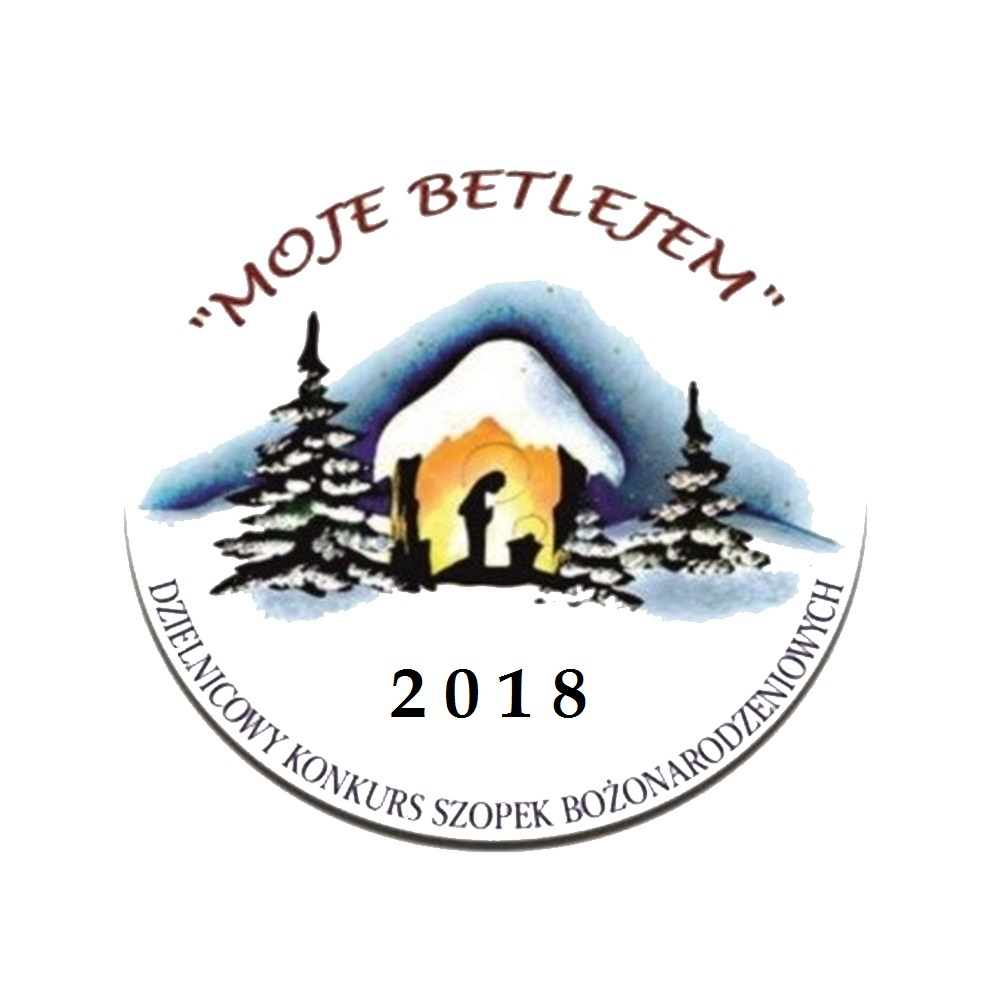 "MOJE BETLEJEM"
2018
DZIELNICOWY KONKURS SZOPEK BOŻONARODZENIOWYCH